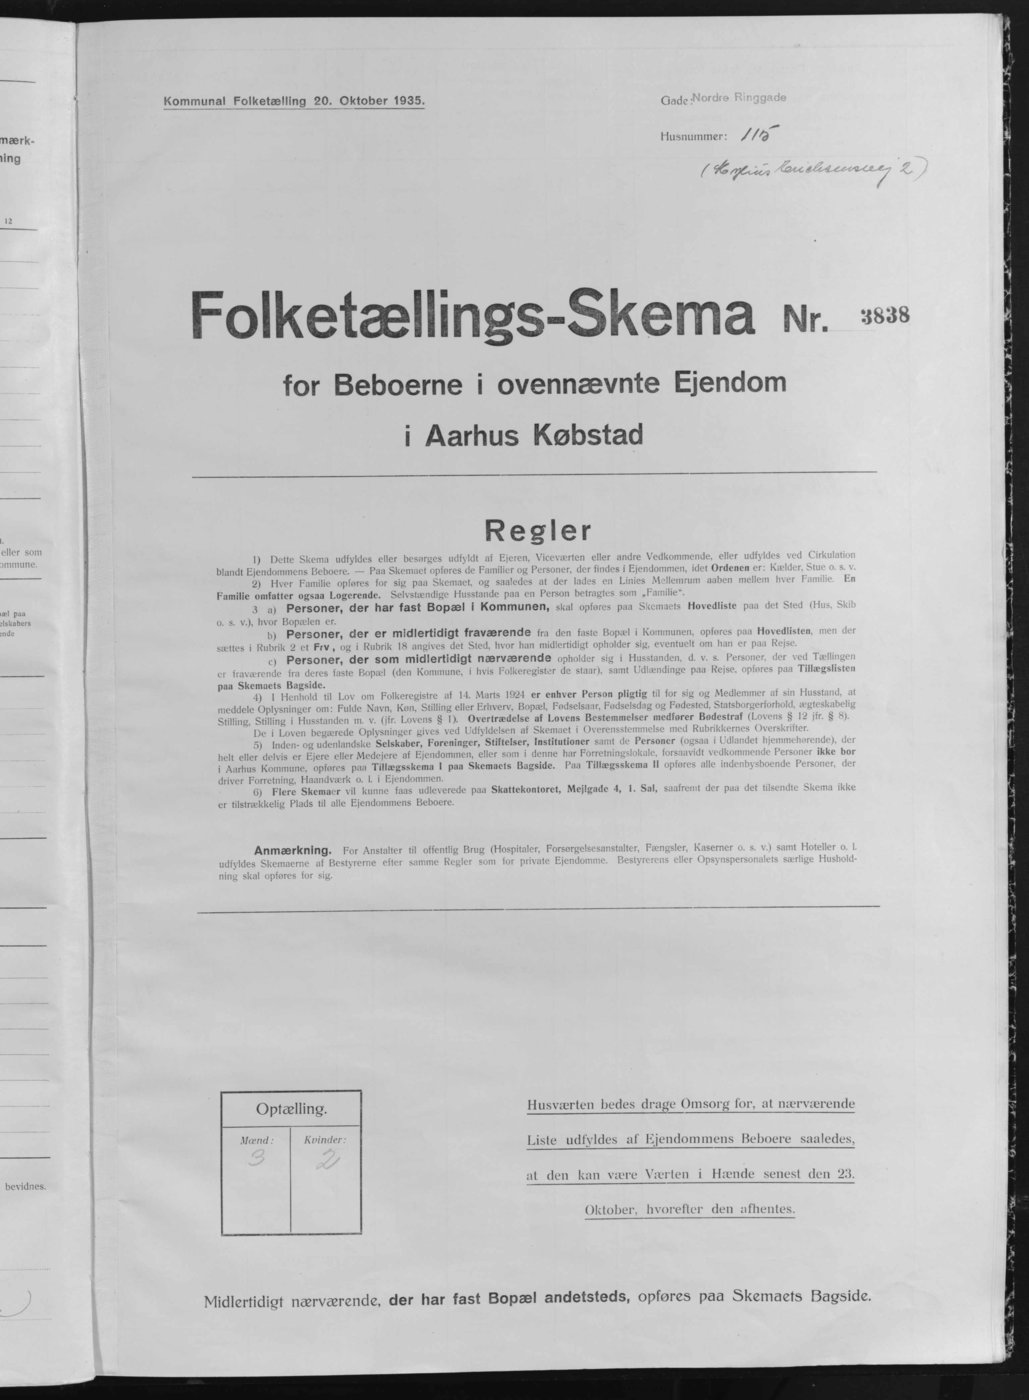 Kommunal Folketælling 20. Oktober 1935.
Gade: Nordre Ringgade
Husnummer: 115
2)
Folketællings-Skema Nr. 3838
for Beboerne i ovennævnte Ejendom
i Aarhus Købstad
Regler
1) Dette Skema udfyldes eller besørges udfyldt af Ejeren, Viceværten eller andre Vedkommende, eller udfyldes ved Cirkulation
blandt Ejendommens Beboere. — Paa Skemaet opføres de Familier og Personer, der findes i Ejendommen, idet Ordenen er: Kælder, Stue o. s. v.
2) Hver Familie opføres for sig paa Skemaet, og saaledes at der lades en Linies Mellemrum aaben mellem hver Familie. En
Familie omfatter ogsaa Logerende. Selvstændige Husstande paa en Person betragtes som „Familie“.
3 a) Personer, der har fast Bopæl i Kommunen, skal opføres paa Skemaets Hovedliste paa det Sted (Hus, Skib
o. s. v.), hvor Bopælen er.
b) Personer, der er midlertidigt fraværende fra den faste Bopæl i Kommunen, opføres paa Hovedlisten, men der
sættes i Rubrik 2 et Frv, og i Rubrik 18 angives det Sted, hvor han midlertidigt opholder sig, eventuelt om han er paa Rejse.
c) Personer, der som midlertidigt nærværende opholder sig i Husstanden, d. v. s. Personer, der ved Tællingen
er fraværende fra deres faste Bopæl (den Kommune, i hvis Folkeregister de staar), samt Udlændinge paa Rejse, opføres paa Tillægslisten
paa Skemaets Bagside.
4) I Henhold til Lov om Folkeregistre af 14. Marts 1924 er enhver Person pligtig til for sig og Medlemmer af sin Husstand, at
meddele Oplysninger om: Fulde Navn, Køn, Stilling eller Erhverv, Bopæl, Fødselsaar, Fødselsdag og Fødested, Statsborgerforhold, ægteskabelig
Stilling, Stilling i Husstanden m. v. (jfr. Lovens § 1). Overtrædelse af Lovens Bestemmelser medfører Bødestraf (Lovens § 12 jfr. § 8).
De i Loven begærede Oplysninger gives ved Udfyldelsen af Skemaet i Overensstemmelse med Rubrikkernes Overskrifter.
5) Inden- og udenlandske Selskaber, Foreninger, Stiftelser, Institutioner samt de Personer (ogsaa i Udlandet hjemmehørende), der
helt eller delvis er Ejere eller Medejere af Ejendommen, eller som i denne har Forretningslokale, forsaavidt vedkommende Personer ikke bor
i Aarhus Kommune, opføres paa Tillægsskema I paa Skemaets Bagside. Paa Tillægsskema II opføres alle indenbysboende Personer, der
driver Forretning, Haandværk o. l. i Ejendommen.
6) Flere Skemaer vil kunne faas udleverede paa Skattekontoret, Mejlgade 4, 1. Sal, saafremt der paa det tilsendte Skema ikke
er tilstrækkelig Plads til alle Ejendommens Beboere.
Anmærkning. For Anstalter til offentlig Brug (Hospitaler, Forsørgelsesanstalter, Fængsler, Kaserner o. s. v.) samt Hoteller o. l.
udfyldes Skemaerne af Bestyrerne efter samme Regler som for private Ejendomme. Bestyrerens eller Opsynspersonalets særlige Hushold-
ning skal opføres for sig.
Optælling.
Mænd: Kvinder:
3 2
Husværten bedes drage Omsorg for, at nærværende
Liste udfyldes af Ejendommens Beboere saaledes,
at den kan være Værten i Hænde senest den 23.
Oktober, hvorefter den afhentes.
Midlertidigt nærværende, der har fast Bopæl andetsteds, opføres paa Skemaets Bagside.
mærk-
ning
12
eller som
ommune.
æl paa
elskabers
ende
bevidnes.